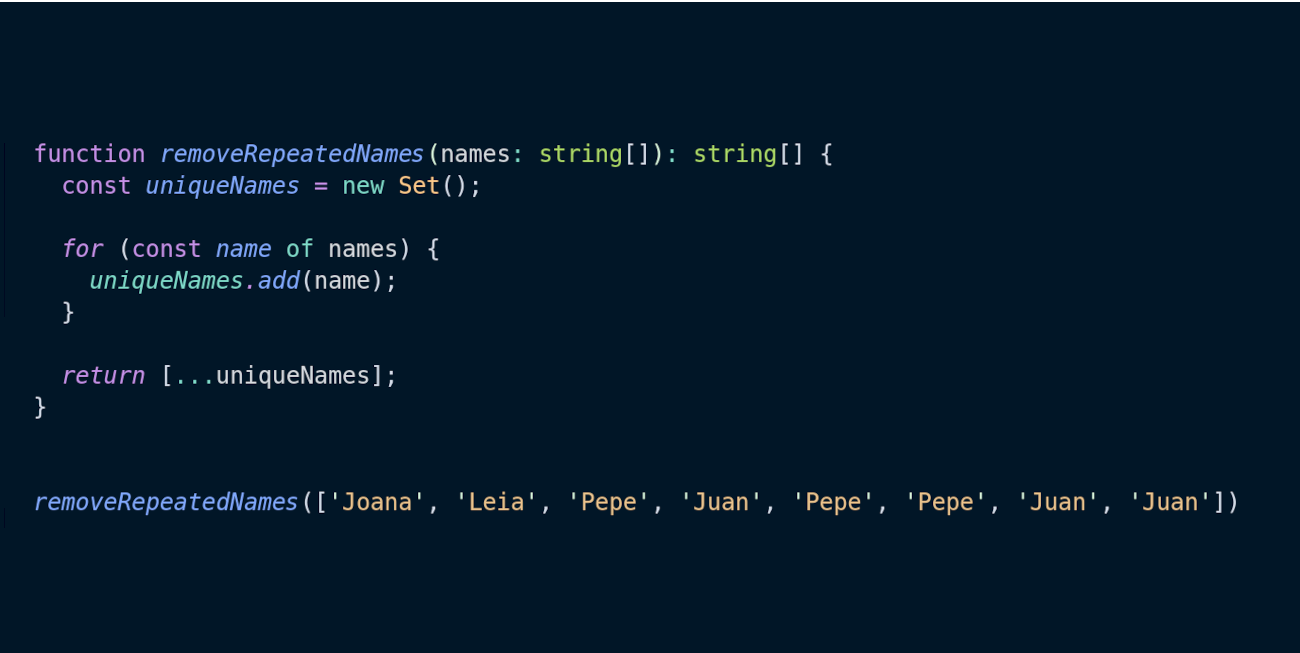 function removeRepeatedNames(names: string[]): string[] {
  const uniqueNames = new Set();
  for (const name of names) {
    uniqueNames.add(name);
  }
  return [...uniqueNames];
}
removeRepeatedNames(['Joana', 'Leia', 'Pepe', 'Juan', 'Pepe', 'Pepe', 'Juan', 'Juan'])